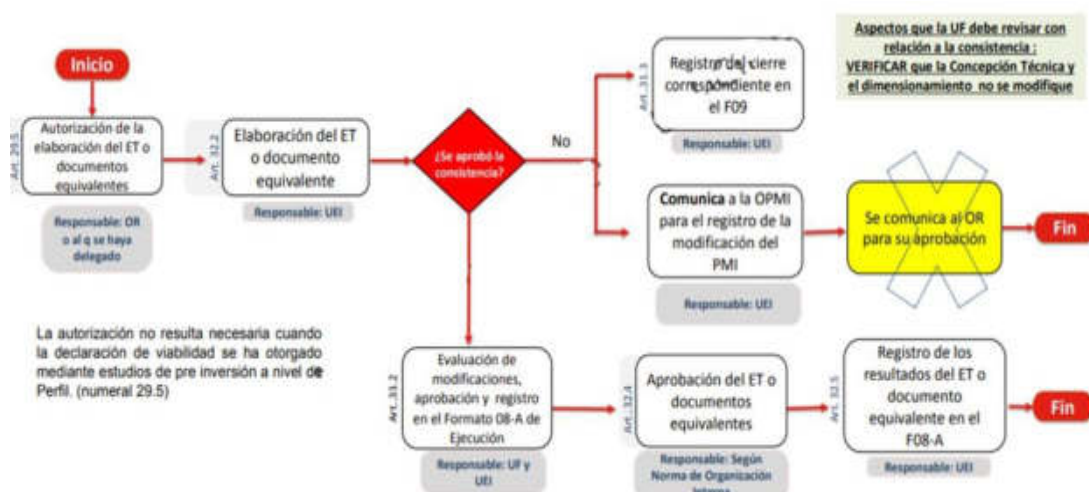 Inicio
Art. 29.5
Autorización de la
elaboración del ET o
documentos
equivalentes
Responsable: OR
o al q se haya
delegado
Art. 32.2
Elaboración del ET
o documento
equivalente
Responsable: UEI
¿Se aprobó la
consistencia?
No
Art. 31.3
Registro del cierre
correspondiente en
el F09
Responsable: UEI
Aspectos que la UF debe revisar con
relación a la consistencia :
VERIFICAR que la Concepción Técnica y
el dimensionamiento no se modifique
Comunica a la OPMI
para el registro de la
modificación del
PMI
Responsable: UEI
Se comunica al OR
para su aprobación
Fin
La autorización no resulta necesaria cuando
la declaración de viabilidad se ha otorgado
mediante estudios de pre inversión a nivel de
Perfil. (numeral 29.5)
Evaluación de
modificaciones,
aprobación y registro
en el Formato 08-A de
Ejecución
Responsable: UF y
UEI
Art. 32.4
Aprobación del ET o
documentos
equivalentes
Responsable: Según
Norma de Organización
Interna
Art. 32.5
Registro de los
resultados del ET o
documento
equivalente en el
F08-A
Responsable: UEI
Fin